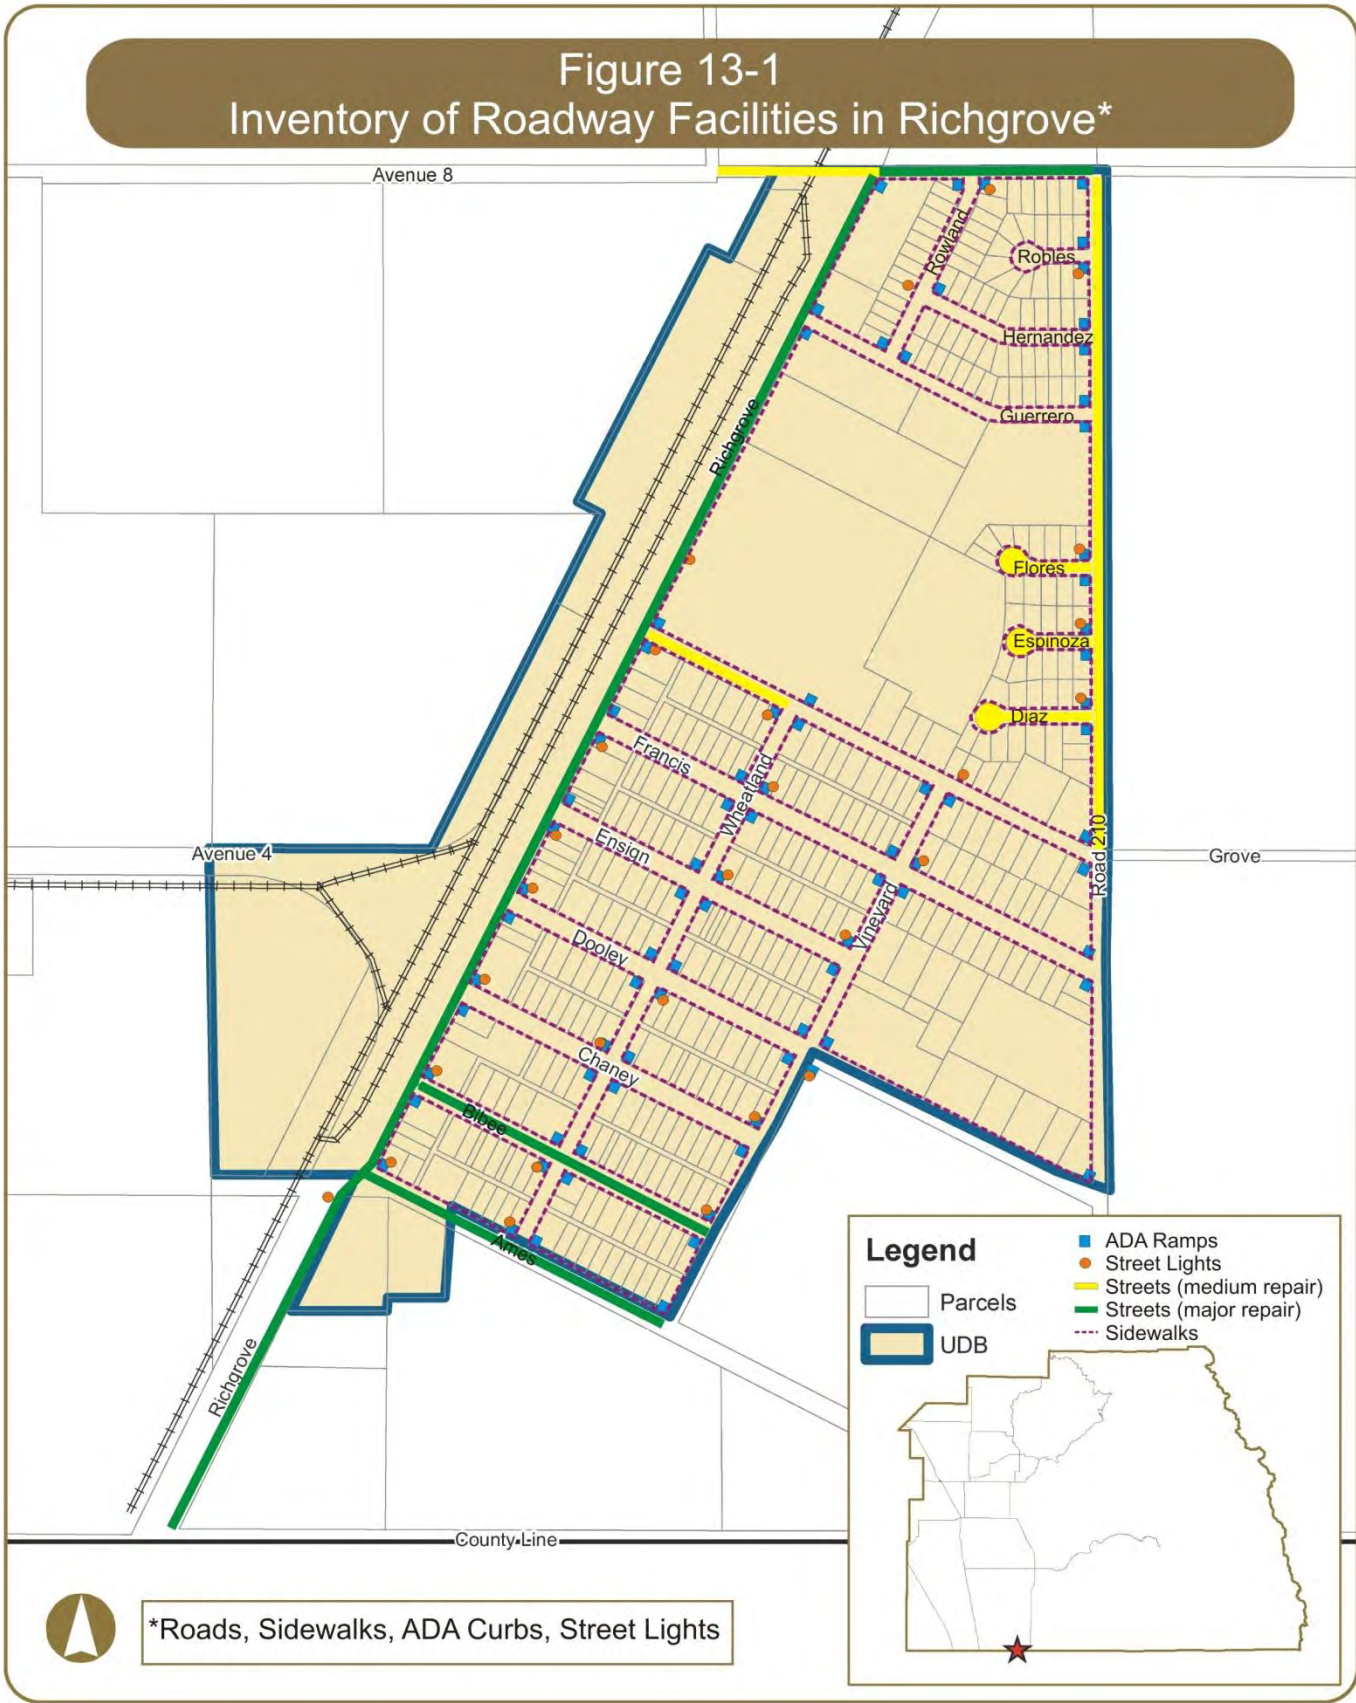 Figure 13-1
Inventory of Roadway Facilities in Richgrove*
Avenue 8
Rowland
Robles
Hernandez
Guerrero
Richgrove
Flores
Espinoza
Diaz
Francis
Wheatland
Ensign
Road 210
Avenue 4
Grove
Vineyard
Dooley
Chaney
Bibee
Ames
Richgrove
County Line
Legend
Parcels
UDB
ADA Ramps
Street Lights
Streets (medium repair)
Streets (major repair)
Sidewalks
*Roads, Sidewalks, ADA Curbs, Street Lights